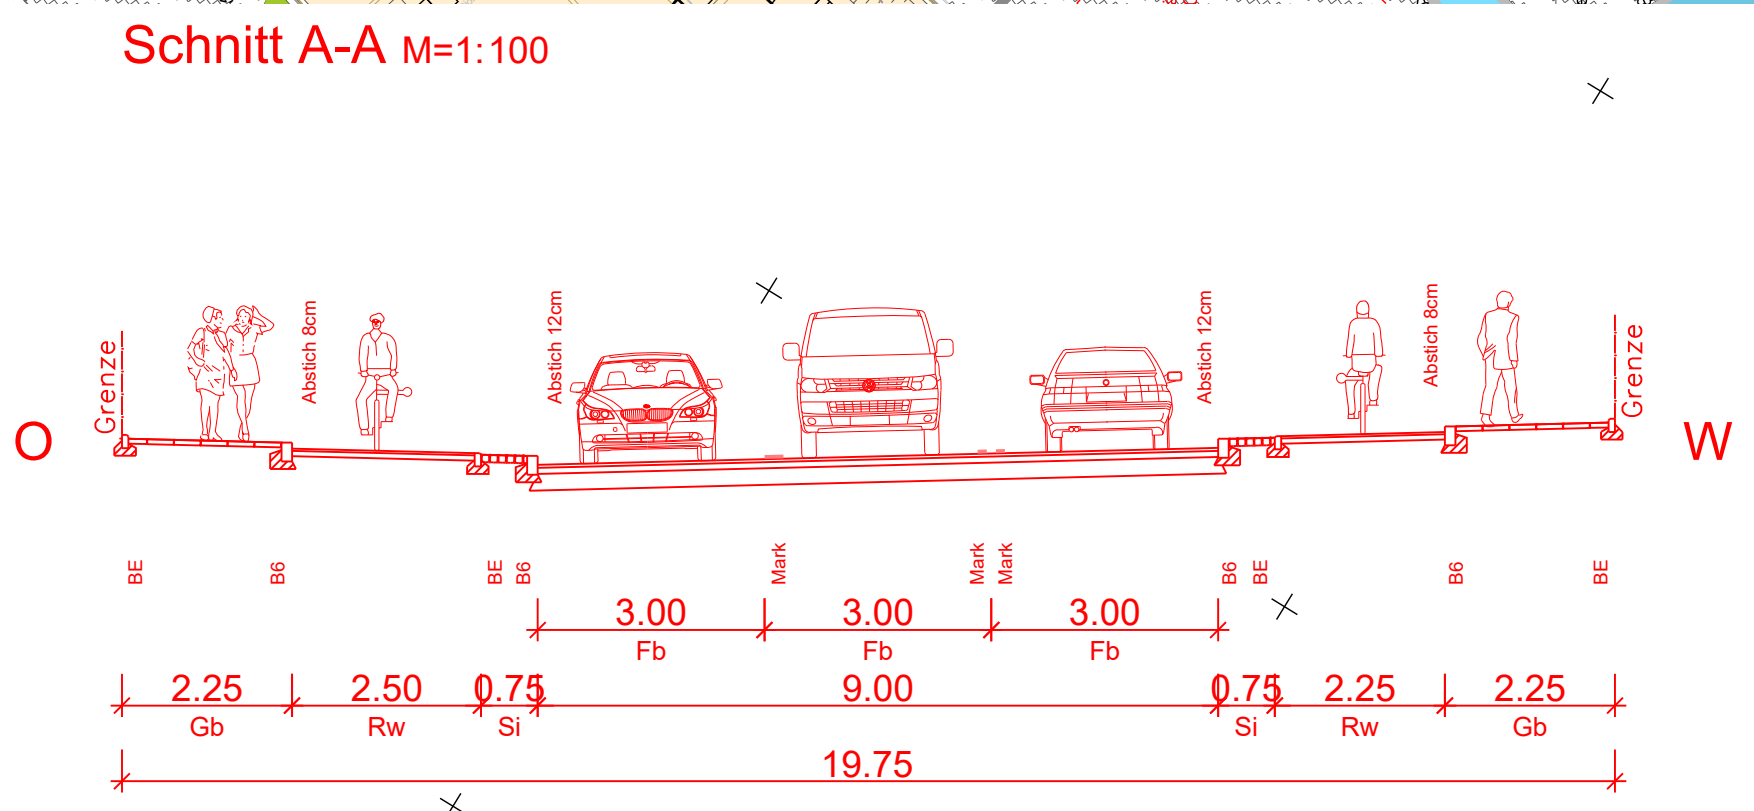 Schnitt A-A M=1:100
Grenze
Abstich 8cm
Abstich 12cm
Abstich 12cm
Abstich 8cm
Grenze
O
W
BE
B6
BE
B6
Mark
Mark
Mark
B6
BE
B6
BE
3.00 3.00 3.00
Fb Fb Fb
2.25 2.50 0.75 9.00 0.75 2.25 2.25
Gb Rw Si Si Rw Gb
19.75